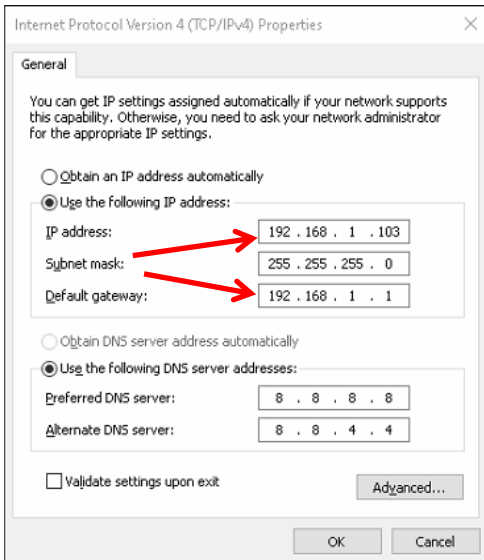 Internet Protocol Version 4 (TCP/IPv4) Properties
General
You can get IP settings assigned automatically if your network supports
this capability. Otherwise, you need to ask your network administrator
for the appropriate IP settings.
Obtain an IP address automatically
Use the following IP address:
IP address: 192 . 168 . 1 . 103
Subnet mask: 255 . 255 . 255 . 0
Default gateway: 192 . 168 . 1 . 1
Obtain DNS server address automatically
Use the following DNS server addresses:
Preferred DNS server: 8 . 8 . 8 . 8
Alternate DNS server: 8 . 8 . 4 . 4
Validate settings upon exit
Advanced...
OK Cancel